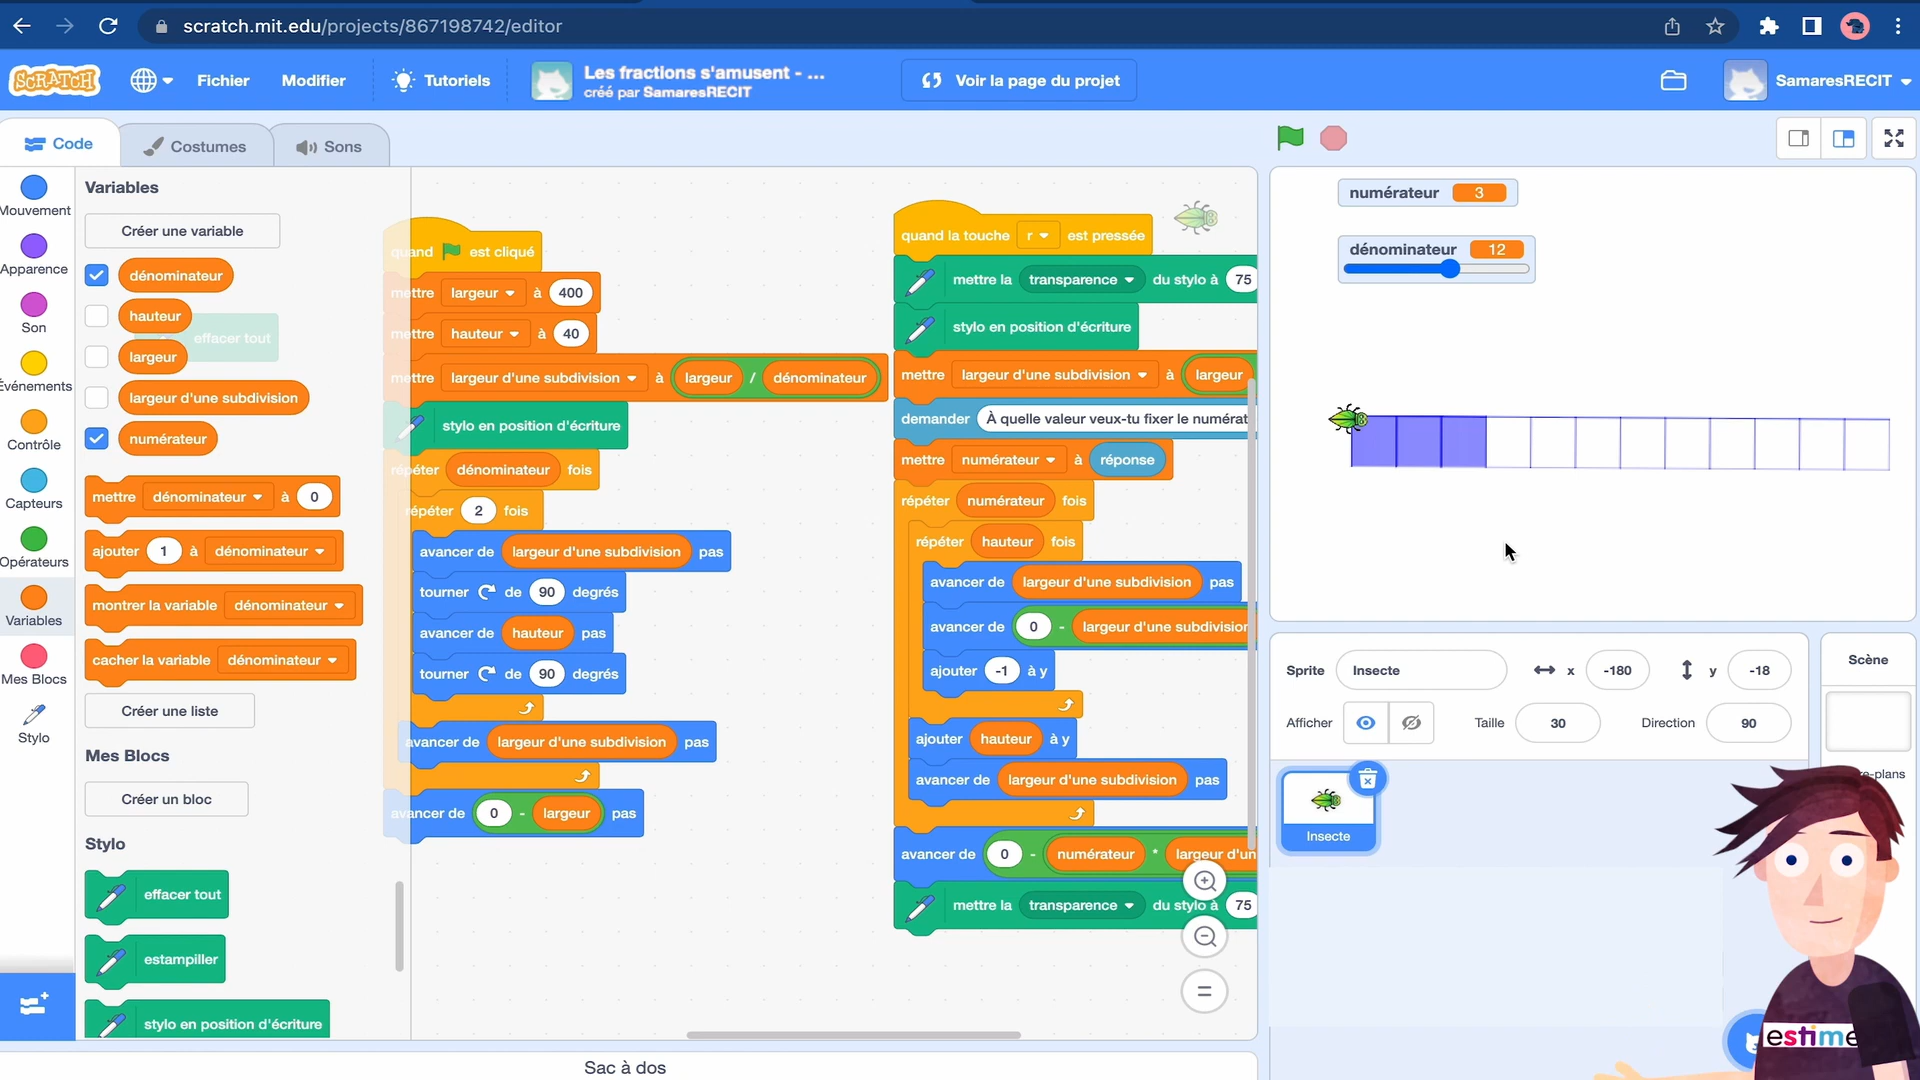 scratch.mit.edu/projects/867198742/editor
SCRATCH
Fichier
Modifier
Tutoriels
Les fractions s'amusent - ...
créé par SamaresRECIT
Voir la page du projet
SamaresRECIT
Code
Costumes
Sons
Mouvement
Apparence
Son
Événements
Contrôle
Capteurs
Opérateurs
Variables
Mes Blocs
Stylo
Variables
Créer une variable
dénominateur
hauteur
effacer tout
largeur
largeur d'une subdivision
numérateur
mettre dénominateur à 0
ajouter 1 à dénominateur
montrer la variable dénominateur
cacher la variable dénominateur
Créer une liste
Mes Blocs
Créer un bloc
Stylo
effacer tout
estampiller
stylo en position d'écriture
quand est cliqué
mettre largeur à 400
mettre hauteur à 40
mettre largeur d'une subdivision à largeur / dénominateur
stylo en position d'écriture
répéter dénominateur fois
répéter 2 fois
avancer de largeur d'une subdivision pas
tourner de 90 degrés
avancer de hauteur pas
tourner de 90 degrés
avancer de largeur d'une subdivision pas
avancer de 0 - largeur pas
quand la touche r est pressée
mettre la transparence du stylo à 75
stylo en position d'écriture
mettre largeur d'une subdivision à largeur
demander À quelle valeur veux-tu fixer le numérat
mettre numérateur à réponse
répéter numérateur fois
répéter hauteur fois
avancer de largeur d'une subdivision pas
avancer de 0 - largeur d'une subdivision
ajouter -1 à y
ajouter hauteur à y
avancer de largeur d'une subdivision pas
avancer de 0 - numérateur * largeur d'un
mettre la transparence du stylo à 75
Sac à dos
numérateur 3
dénominateur 12
Sprite Insecte x -180 y -18
Afficher Taille 30 Direction 90
Insecte
Scène
re-plans
estime